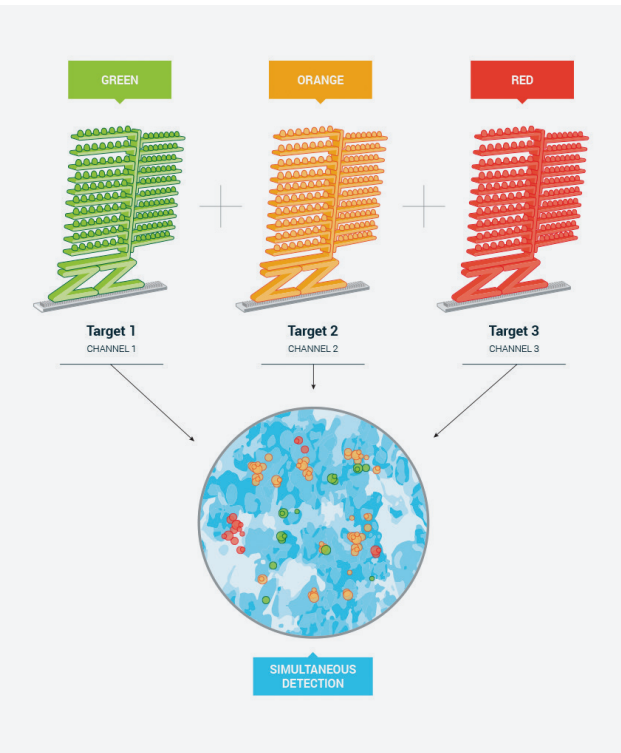 GREEN
ORANGE
RED
Target 1
CHANNEL 1
Target 2
CHANNEL 2
Target 3
CHANNEL 3
SIMULTANEOUS
DETECTION